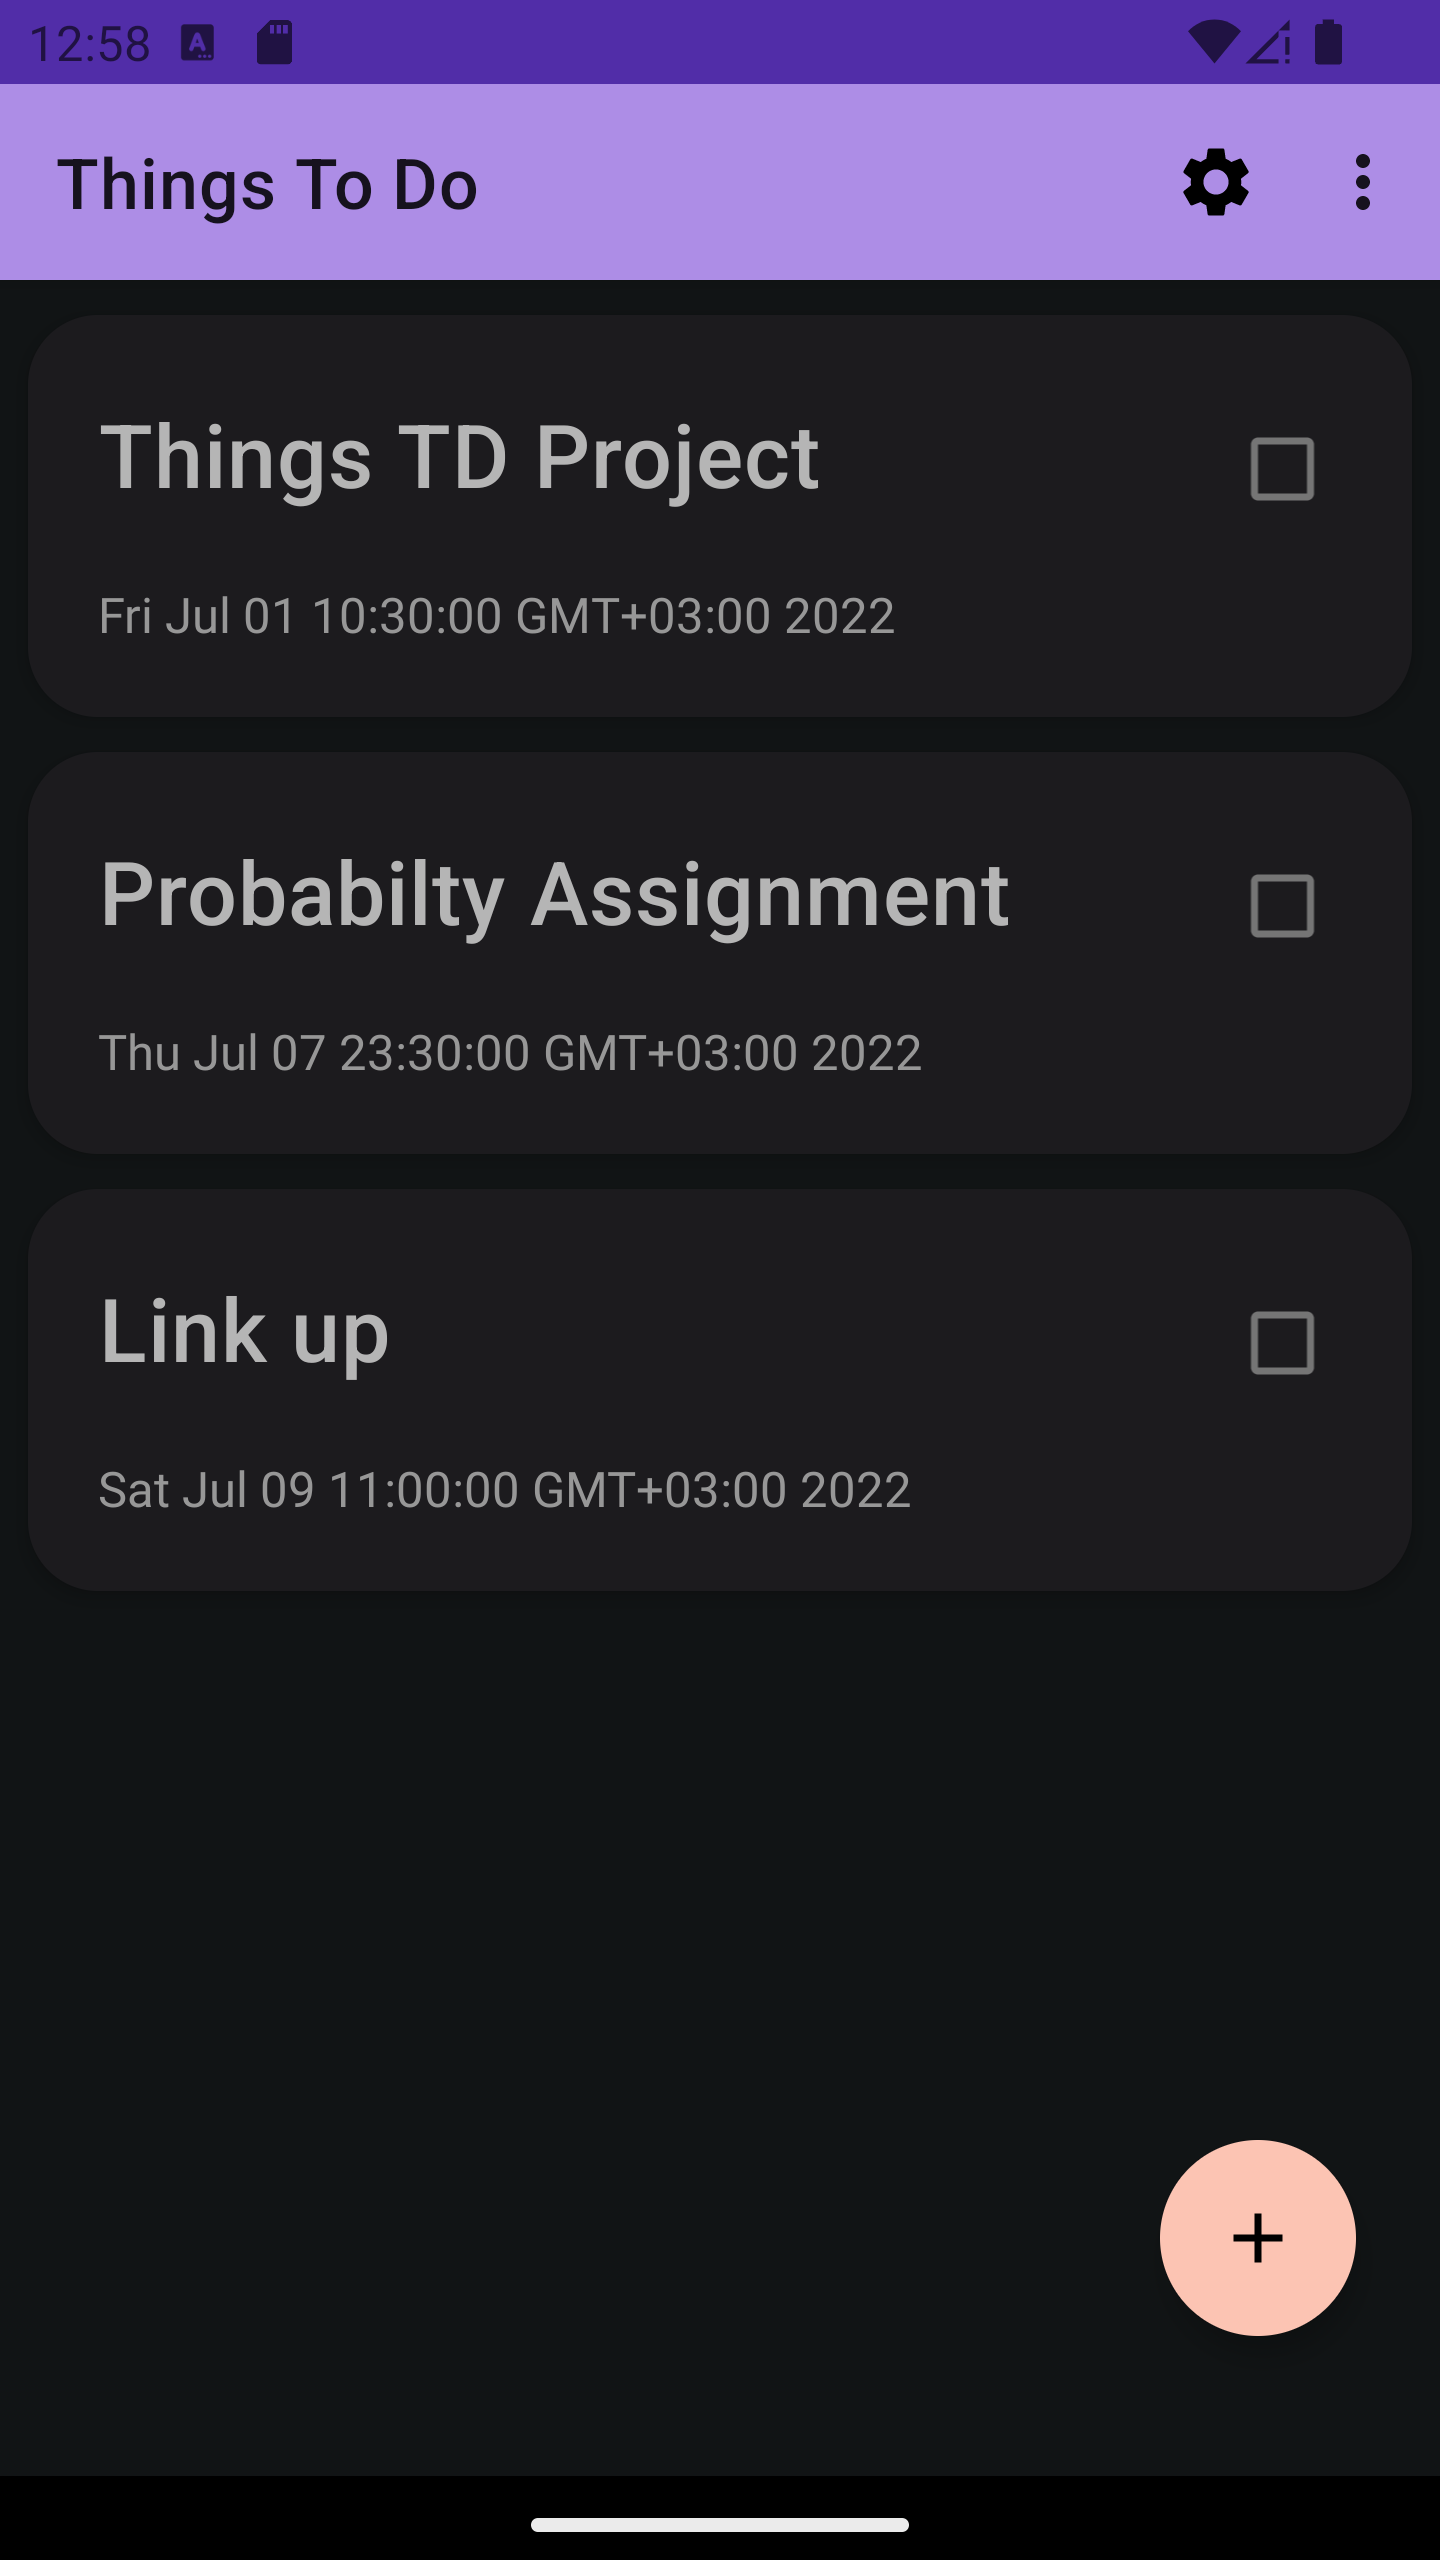 12:58
Things To Do
Things TD Project
Fri Jul 01 10:30:00 GMT+03:00 2022
Probabilty Assignment
Thu Jul 07 23:30:00 GMT+03:00 2022
Link up
Sat Jul 09 11:00:00 GMT+03:00 2022